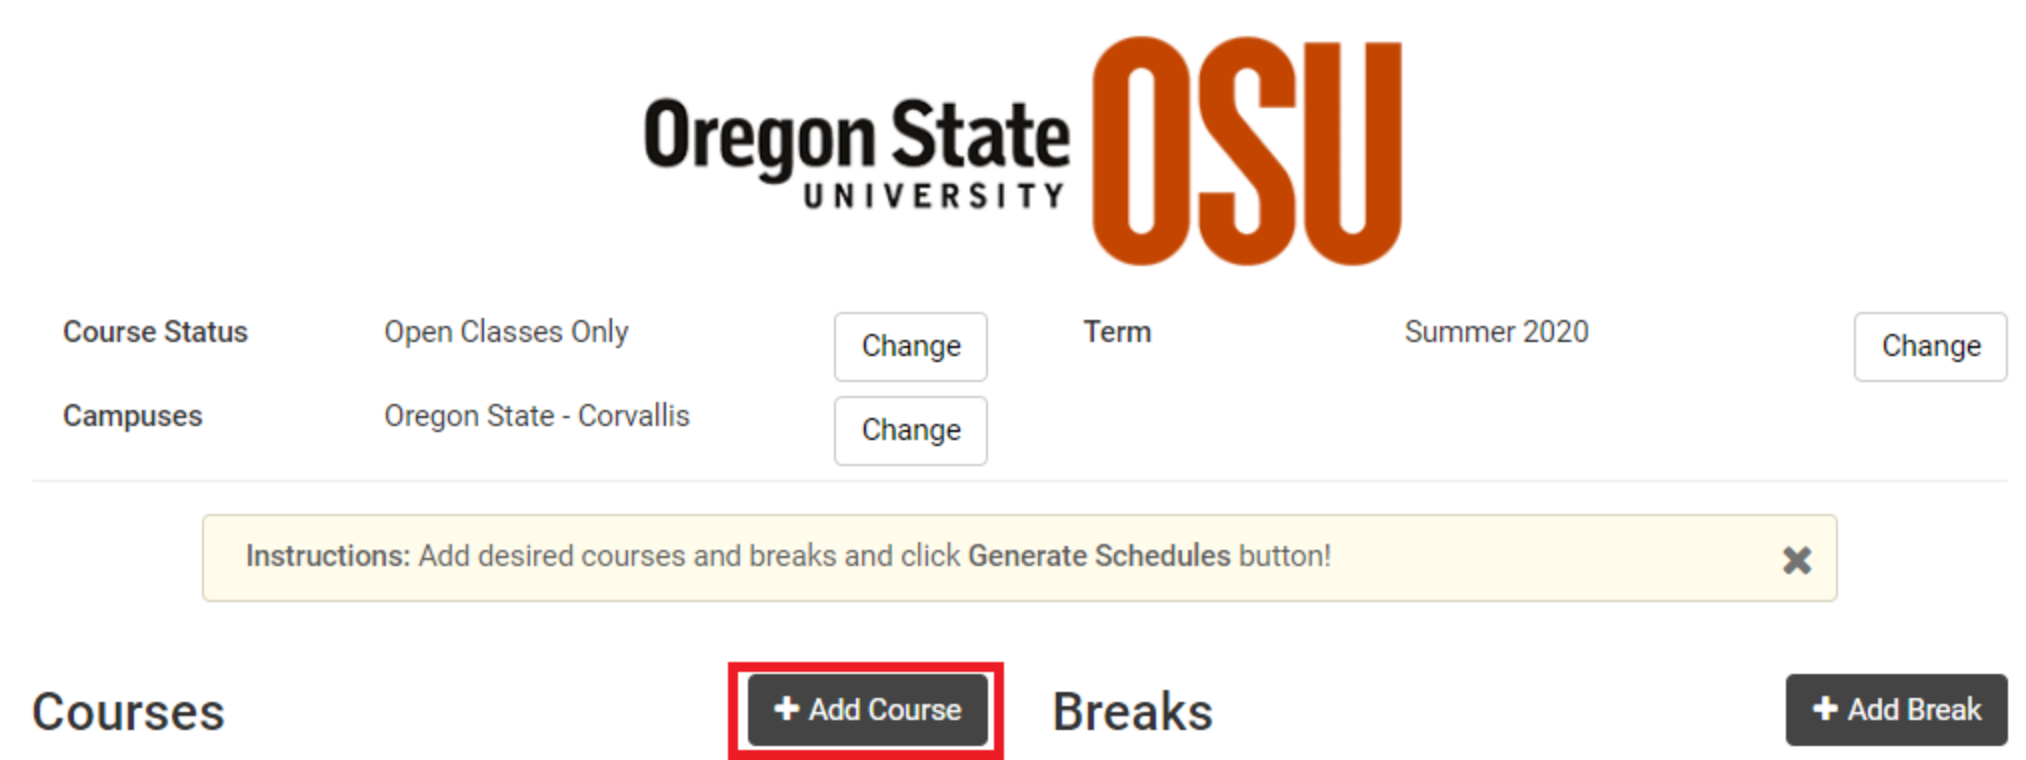 Oregon State
UNIVERSITY
OSU
Course Status Open Classes Only Change Term Summer 2020 Change
Campuses Oregon State - Corvallis Change
Instructions: Add desired courses and breaks and click Generate Schedules button!
Courses + Add Course Breaks + Add Break